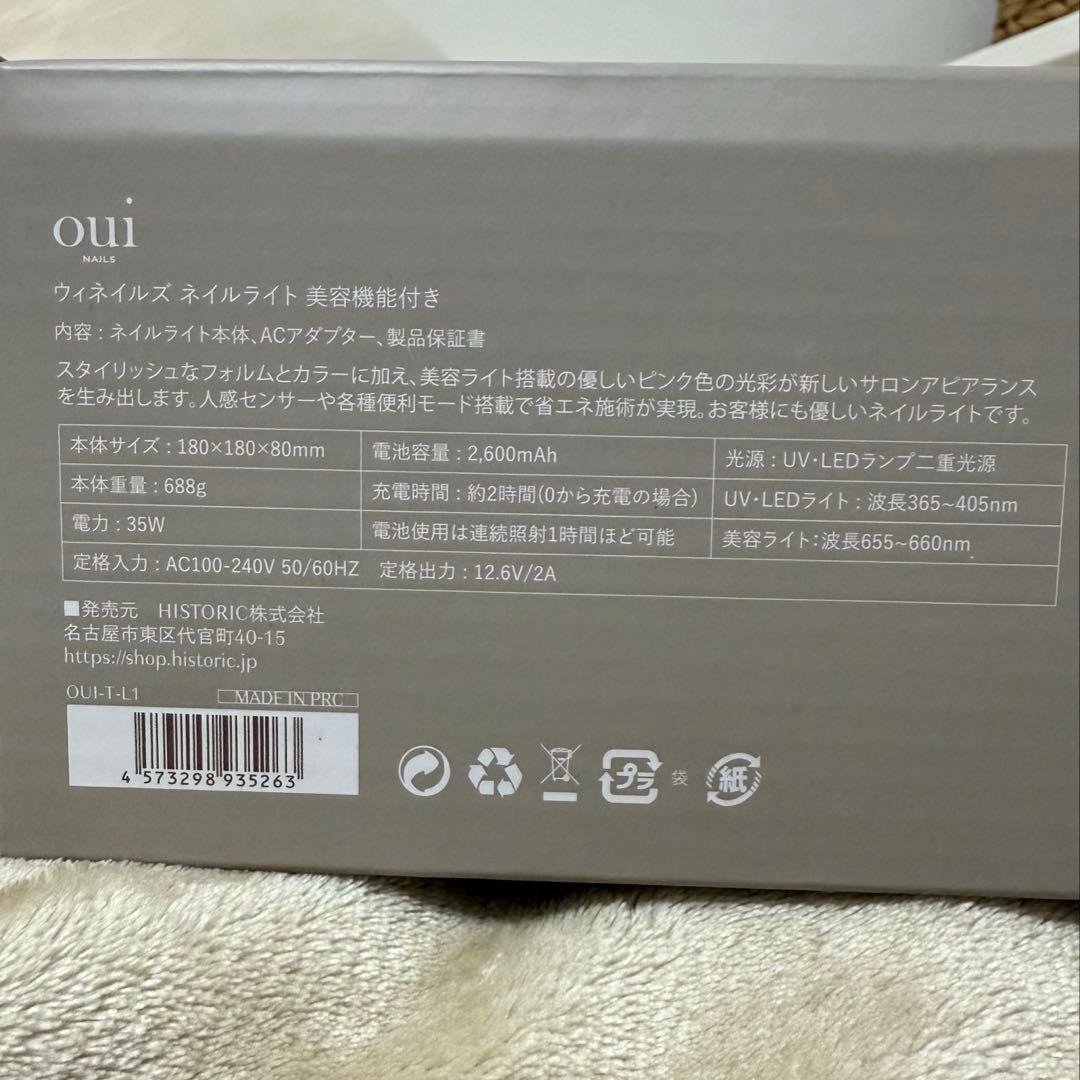 oui
NAILS
ウィネイルズ ネイルライト 美容機能付き
内容：ネイルライト本体、ACアダプター、製品保証書
スタイリッシュなフォルムとカラーに加え、美容ライト搭載の優しいピンク色の光彩が新しいサロンアピアランス
を生み出します。人感センサーや各種便利モード搭載で省エネ施術が実現。お客様にも優しいネイルライトです。
本体サイズ：180×180×80mm 電池容量：2,600mAh 光源：UV・LEDランプ二重光源
本体重量：688g 充電時間：約2時間(0から充電の場合) UV・LEDライト：波長365~405nm
電力：35W 電池使用は連続照射1時間ほど可能 美容ライト：波長655~660nm
定格入力：AC100-240V 50/60HZ 定格出力：12.6V/2A
■発売元 HISTORIC株式会社
名古屋市東区代官町40-15
https://shop.historic.jp
OUI-T-L1 MADE IN PRC
4 573298 935263
プラ 袋 紙